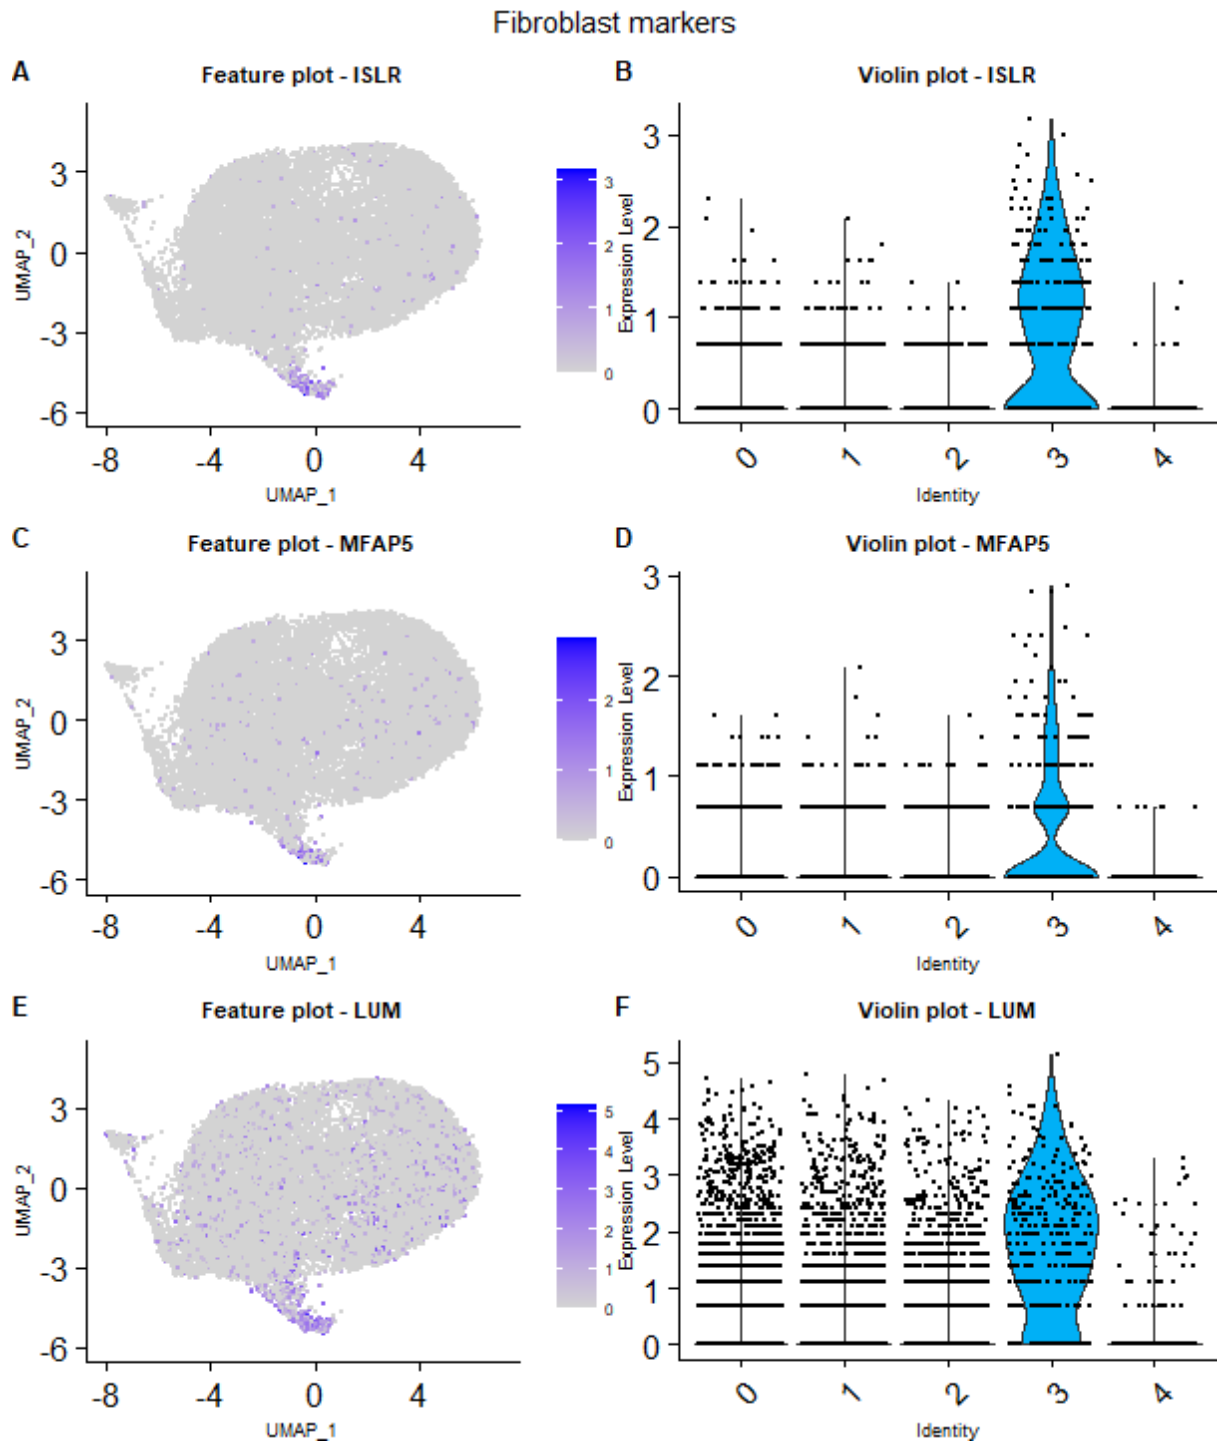 Fibroblast markers
A
Feature plot - ISLR
UMAP_2
3
0
-3
-6
-8
-4
0
4
UMAP_1
3
2
1
0
B
Violin plot - ISLR
Expression Level
3
2
1
0
0
1
2
3
4
Identity
C
Feature plot - MFAP5
UMAP_2
3
0
-3
-6
-8
-4
0
4
UMAP_1
2
1
0
D
Violin plot - MFAP5
Expression Level
3
2
1
0
0
1
2
3
4
Identity
E
Feature plot - LUM
UMAP_2
3
0
-3
-6
-8
-4
0
4
UMAP_1
5
4
3
2
1
0
F
Violin plot - LUM
Expression Level
5
4
3
2
1
0
0
1
2
3
4
Identity